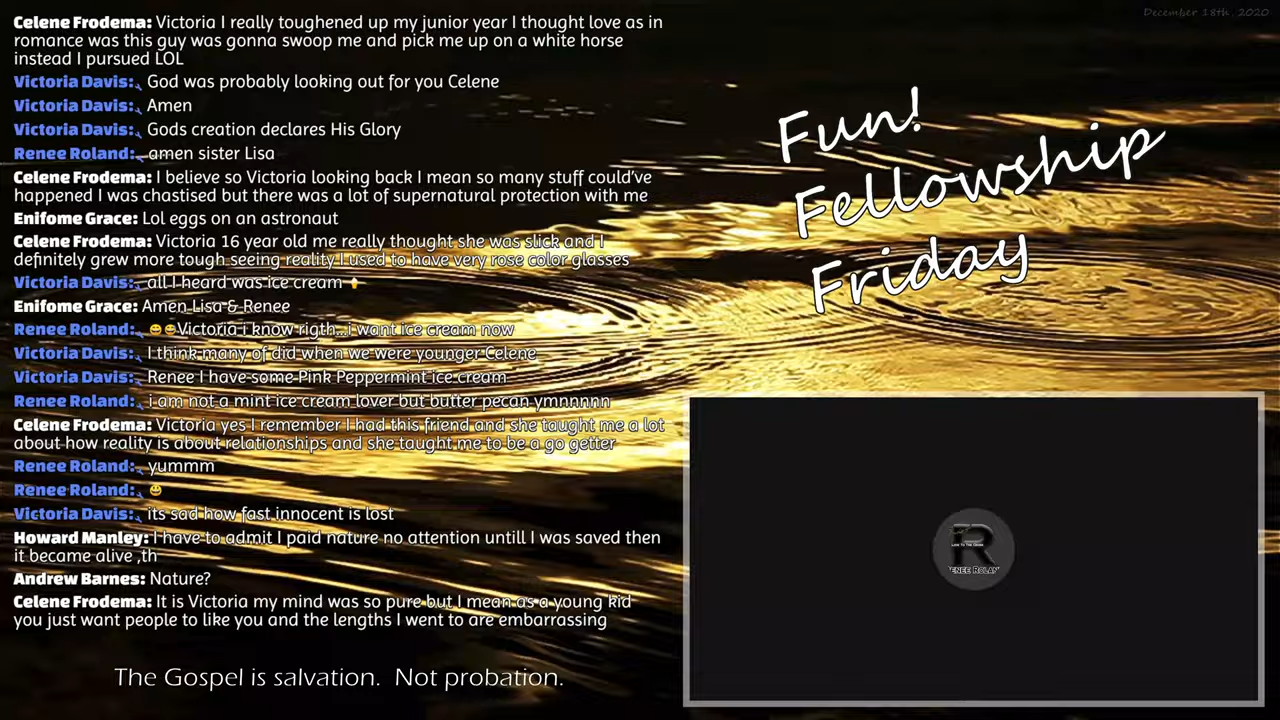 Celene Frodema: Victoria I really toughened up my junior year I thought love as in
romance was this guy was gonna swoop me and pick me up on a white horse
instead I pursued LOL
Victoria Davis: God was probably looking out for you Celene
Victoria Davis: Amen
Victoria Davis: Gods creation declares His Glory
Renee Roland: amen sister Lisa
Celene Frodema: I believe so Victoria looking back I mean so many stuff could've
happened I was chastised but there was a lot of supernatural protection with me
Enifome Grace: Lol eggs on an astronaut
Celene Frodema: Victoria 16 year old me really thought she was slick and I
definitely grew more tough seeing reality I used to have very rose color glasses
Victoria Davis: all I heard was ice cream 🍦
Enifome Grace: Amen Lisa & Renee
Renee Roland: 😄😄Victoria i know rigth...i want ice cream now
Victoria Davis: I think many of did when we were younger Celene
Victoria Davis: Renee I have some Pink Peppermint ice cream
Renee Roland: i am not a mint ice cream lover but butter pecan ymnnnnn
Celene Frodema: Victoria yes I remember I had this friend and she taught me a lot
about how reality is about relationships and she taught me to be a go getter
Renee Roland: yummm
Renee Roland: 😃
Victoria Davis: its sad how fast innocent is lost
Howard Manley: I have to admit I paid nature no attention untill I was saved then
it became alive ,th
Andrew Barnes: Nature?
Celene Frodema: It is Victoria my mind was so pure but I mean as a young kid
you just want people to like you and the lengths I went to are embarrassing
The Gospel is salvation. Not probation.
December 18th, 2020
Fun!
Fellowship
Friday
R
ENEE ROLAN